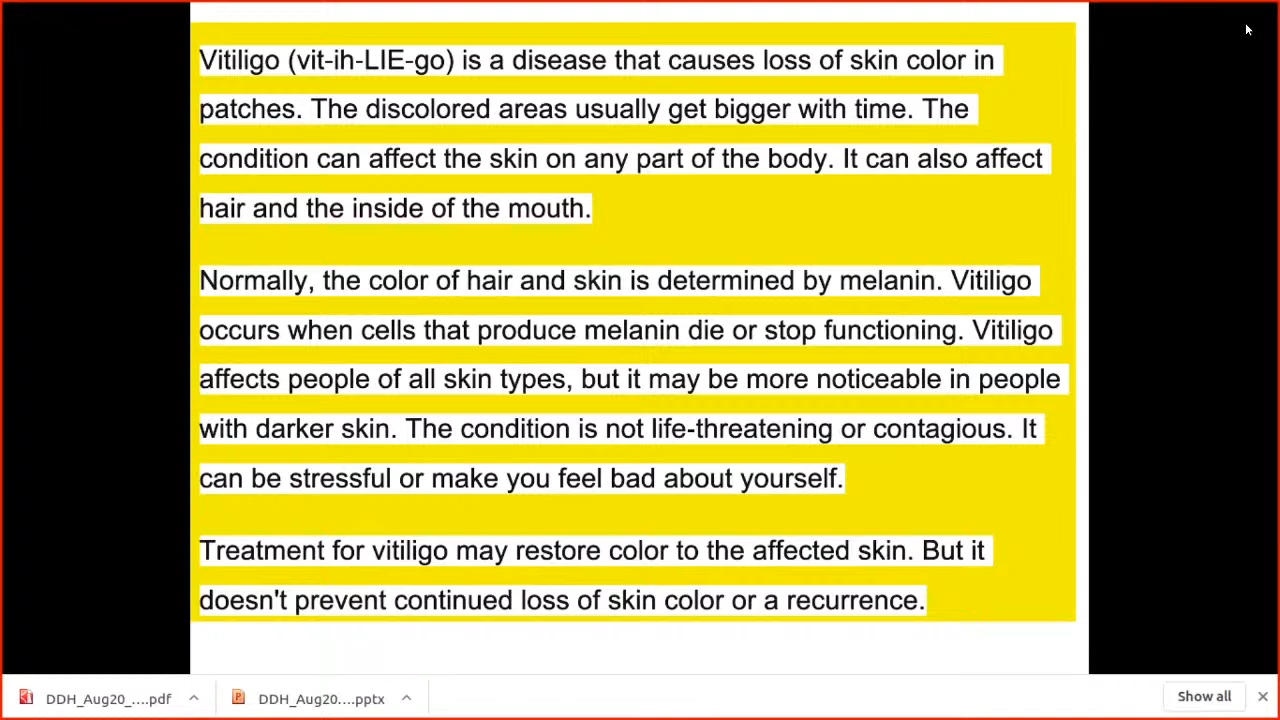 Vitiligo (vit-ih-LIE-go) is a disease that causes loss of skin color in
patches. The discolored areas usually get bigger with time. The
condition can affect the skin on any part of the body. It can also affect
hair and the inside of the mouth.
Normally, the color of hair and skin is determined by melanin. Vitiligo
occurs when cells that produce melanin die or stop functioning. Vitiligo
affects people of all skin types, but it may be more noticeable in people
with darker skin. The condition is not life-threatening or contagious. It
can be stressful or make you feel bad about yourself.
Treatment for vitiligo may restore color to the affected skin. But it
doesn't prevent continued loss of skin color or a recurrence.
DDH_Aug20_....pdf DDH_Aug20....pptx Show all